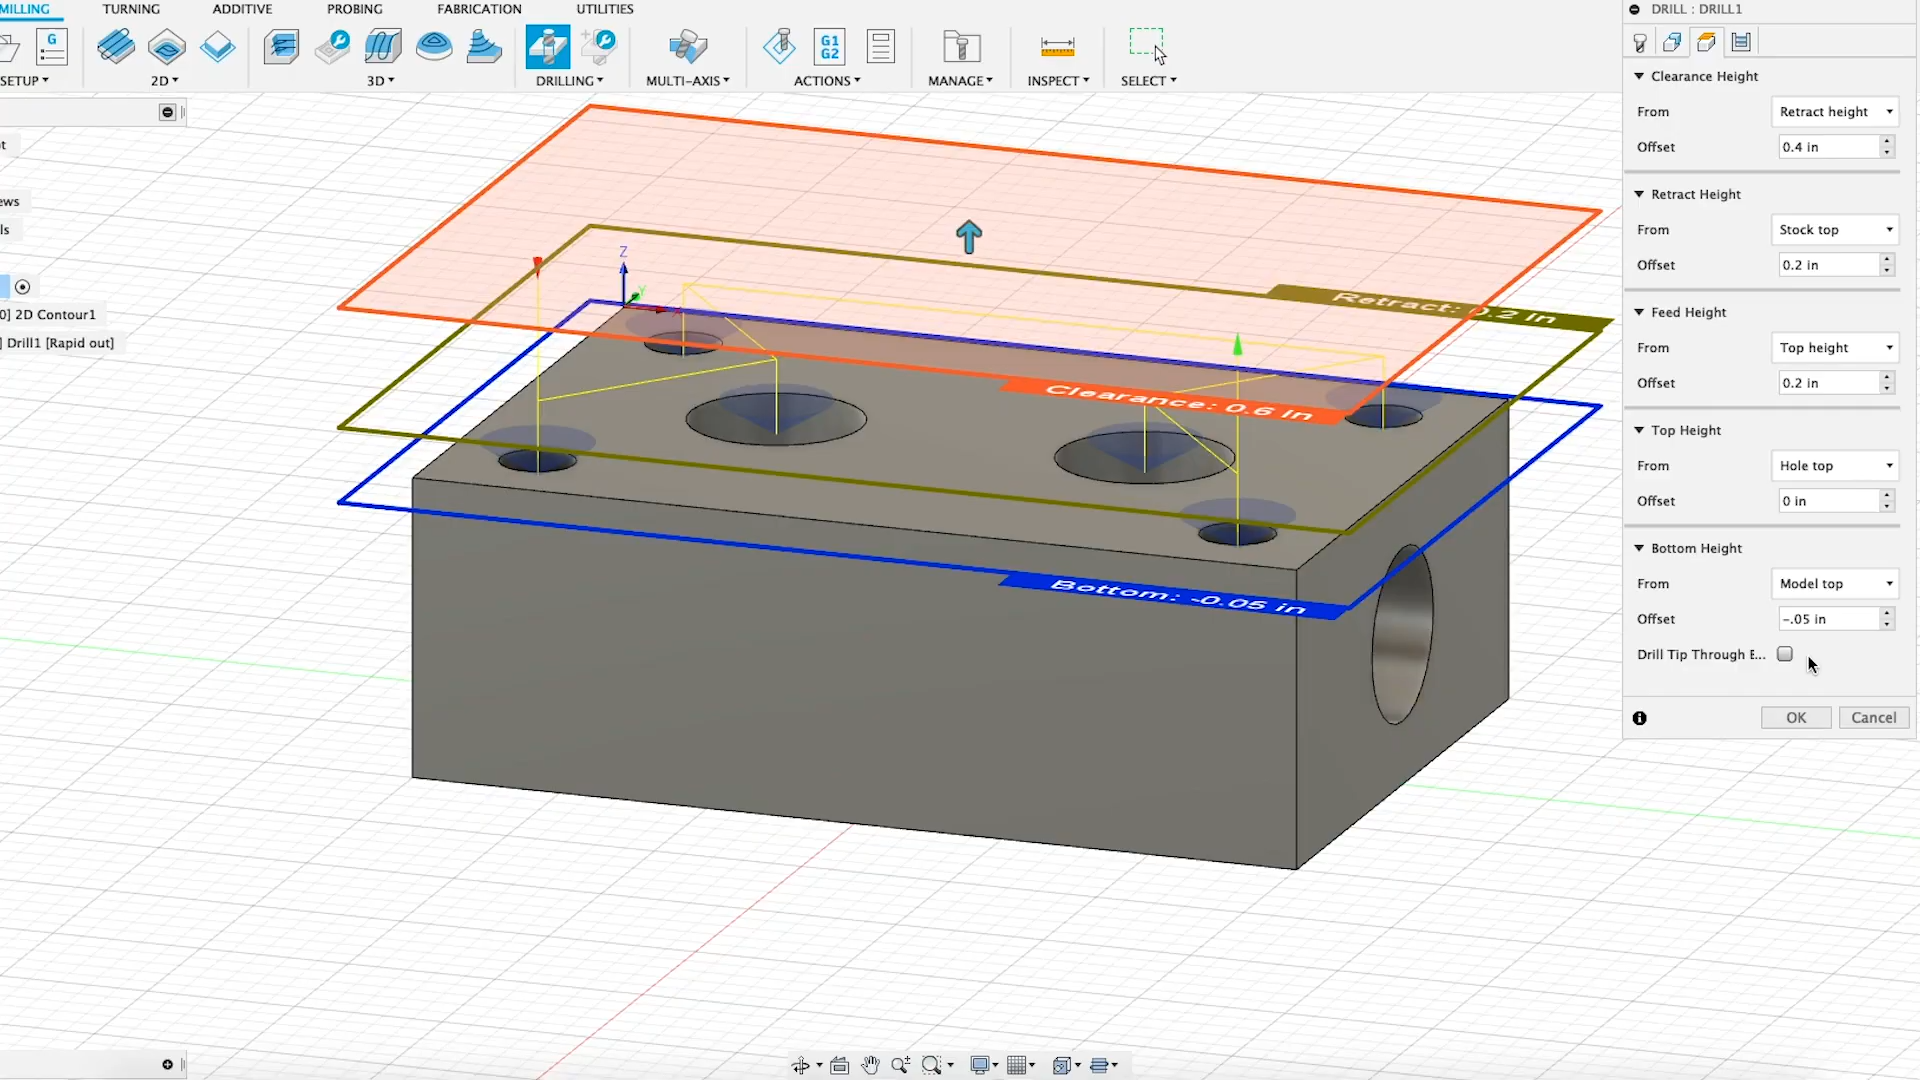 MILLING TURNING ADDITIVE PROBING FABRICATION UTILITIES
G G1 G2
SETUP 2D 3D DRILLING MULTI-AXIS ACTIONS MANAGE INSPECT SELECT
ews
ls
0] 2D Contour1
] Drill1 [Rapid out]
Z
Y
X
Retract: 0.2 in
Clearance: 0.6 in
Bottom: -0.05 in
DRILL : DRILL1
Clearance Height
From Retract height
Offset 0.4 in
Retract Height
From Stock top
Offset 0.2 in
Feed Height
From Top height
Offset 0.2 in
Top Height
From Hole top
Offset 0 in
Bottom Height
From Model top
Offset -.05 in
Drill Tip Through B...
OK Cancel